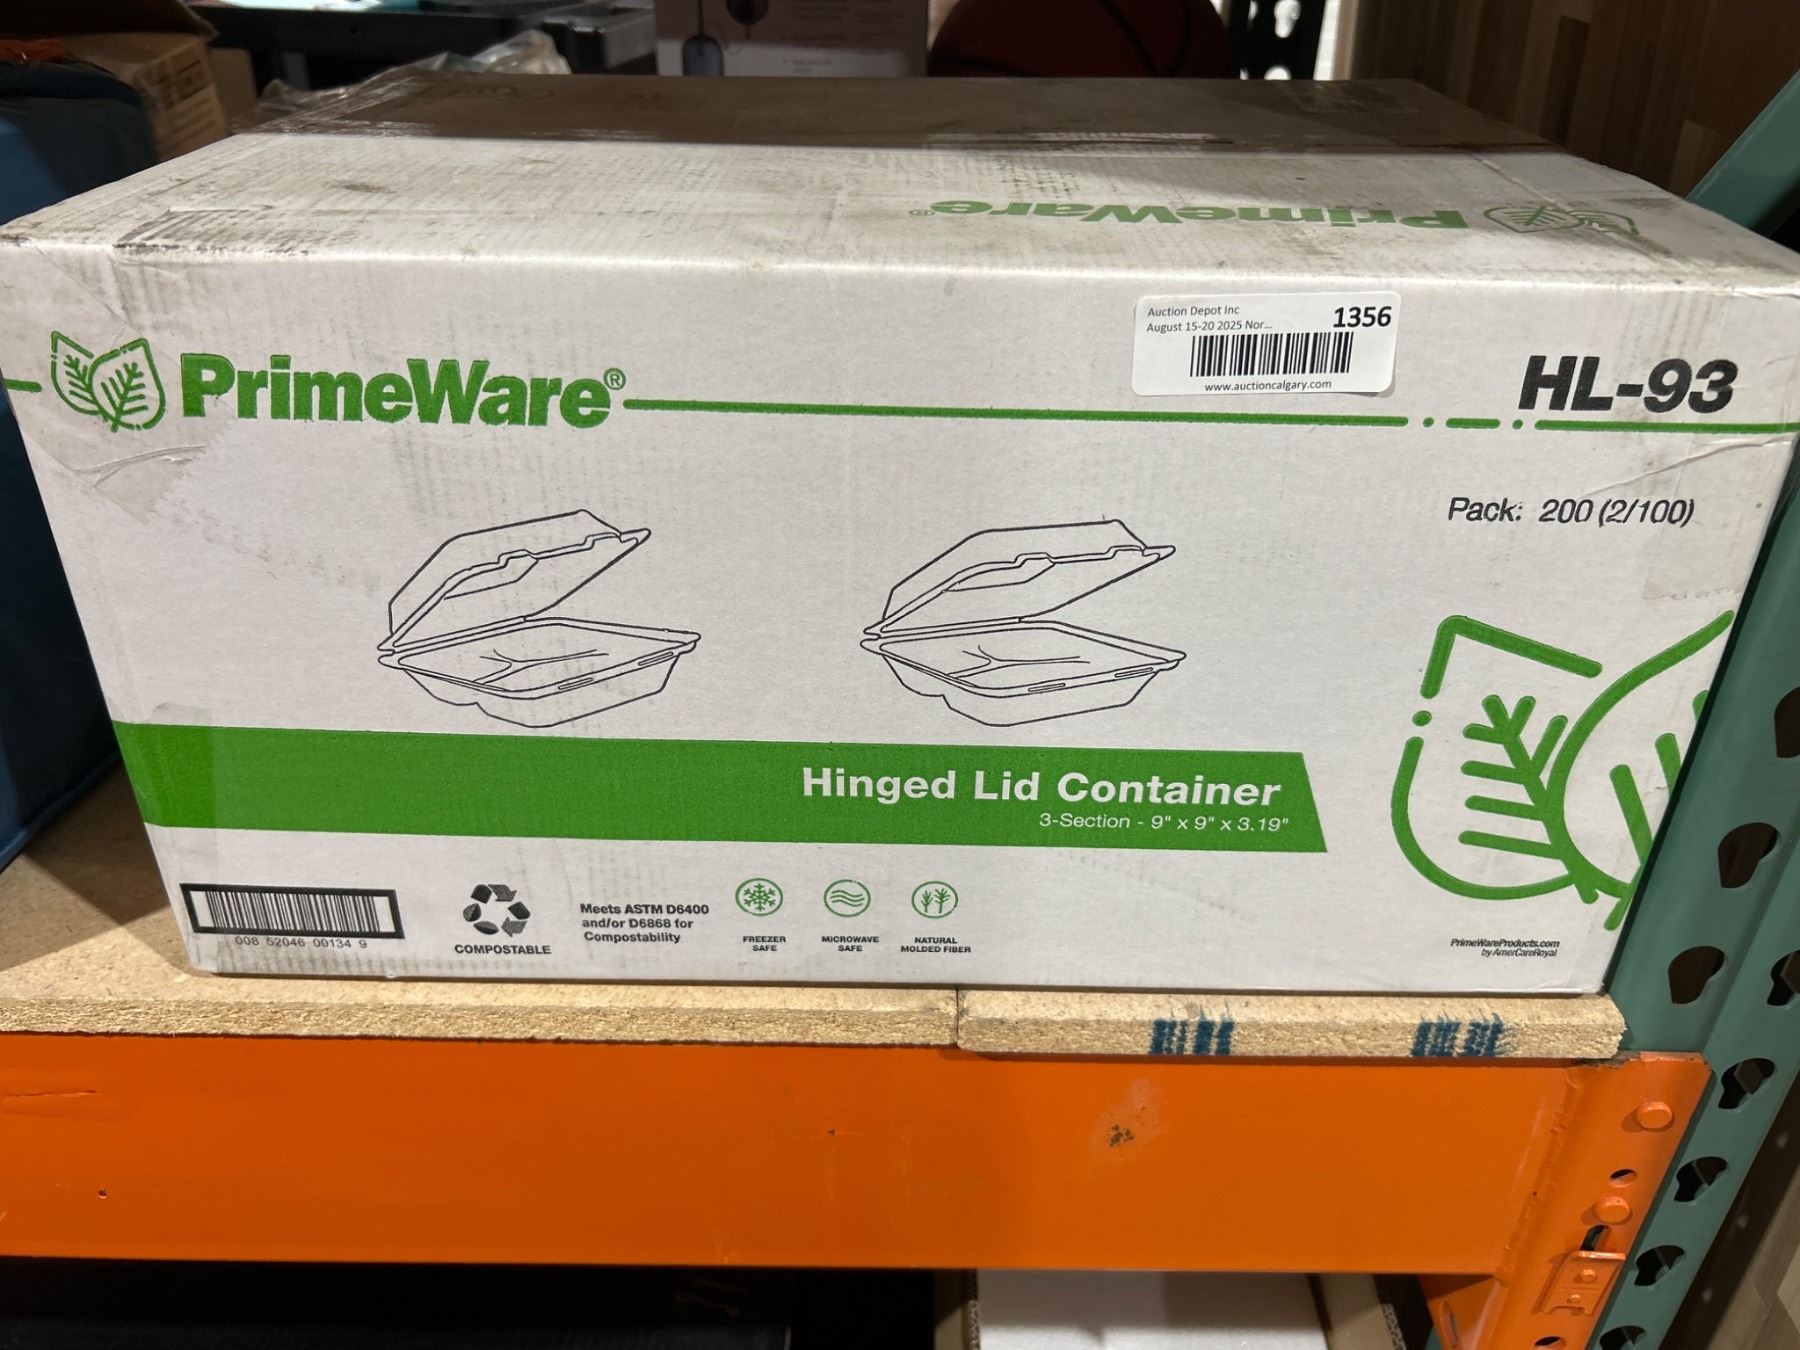 PrimeWare®
Auction Depot Inc
August 15-20 2025 Nor...
1356
www.auctioncalgary.com
PrimeWare®
HL-93
Pack: 200 (2/100)
Hinged Lid Container
3-Section - 9" x 9" x 3.19"
008 52046 00134 9
COMPOSTABLE
Meets ASTM D6400
and/or D6868 for
Compostability
FREEZER
SAFE
MICROWAVE
SAFE
NATURAL
MOLDED FIBER
PrimeWareProducts.com
by AmerCareRoyal